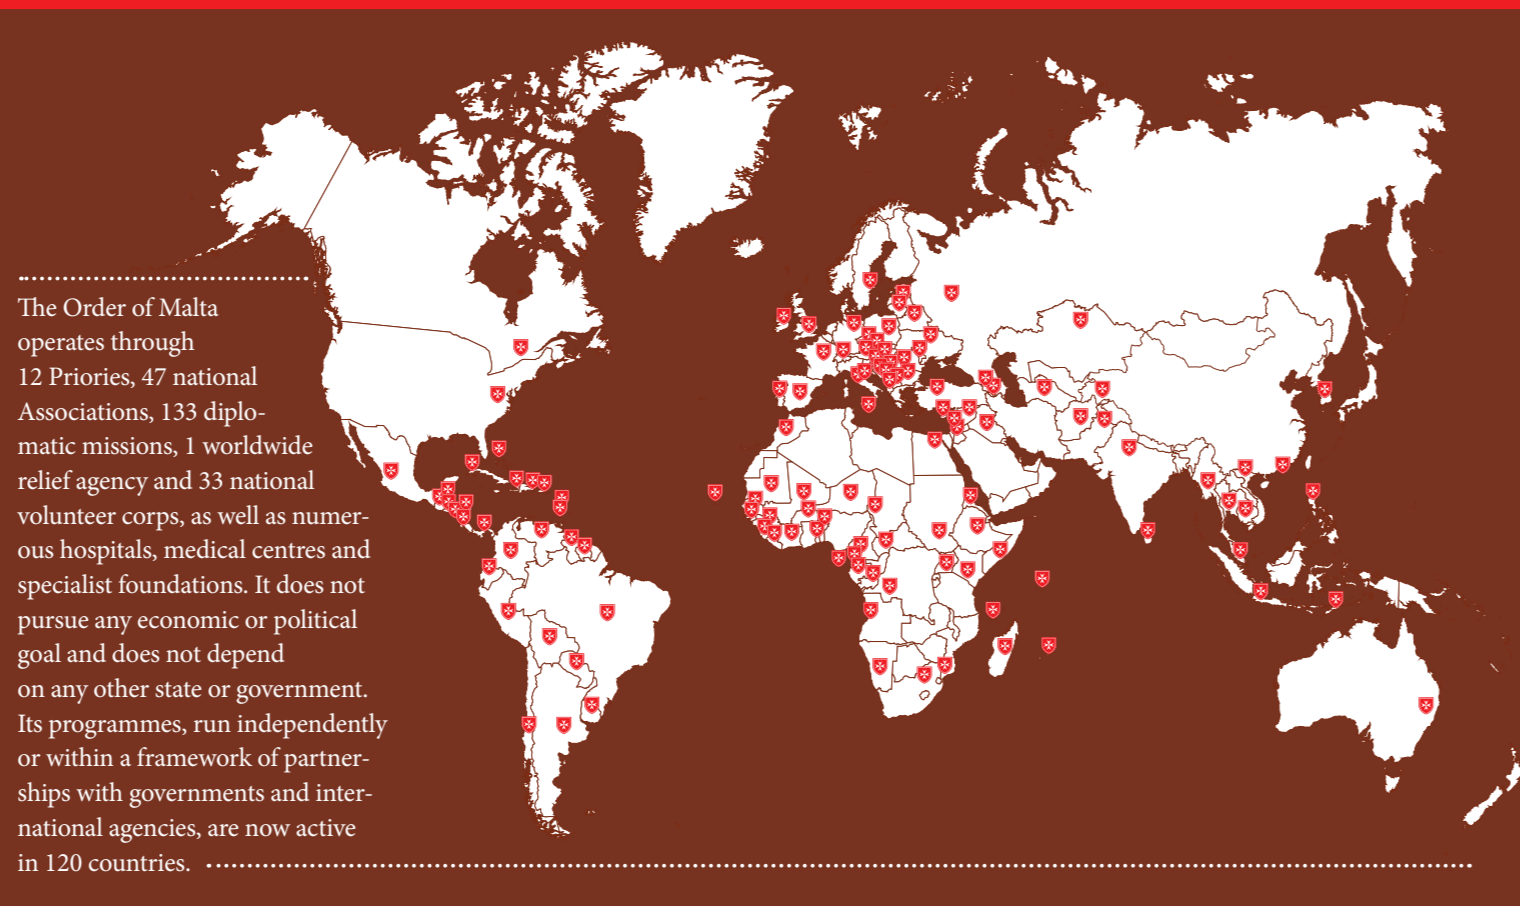 The Order of Malta
operates through
12 Priories, 47 national
Associations, 133 diplo-
matic missions, 1 worldwide
relief agency and 33 national
volunteer corps, as well as numer-
ous hospitals, medical centres and
specialist foundations. It does not
pursue any economic or political
goal and does not depend
on any other state or government.
Its programmes, run independently
or within a framework of partner-
ships with governments and inter-
national agencies, are now active
in 120 countries.